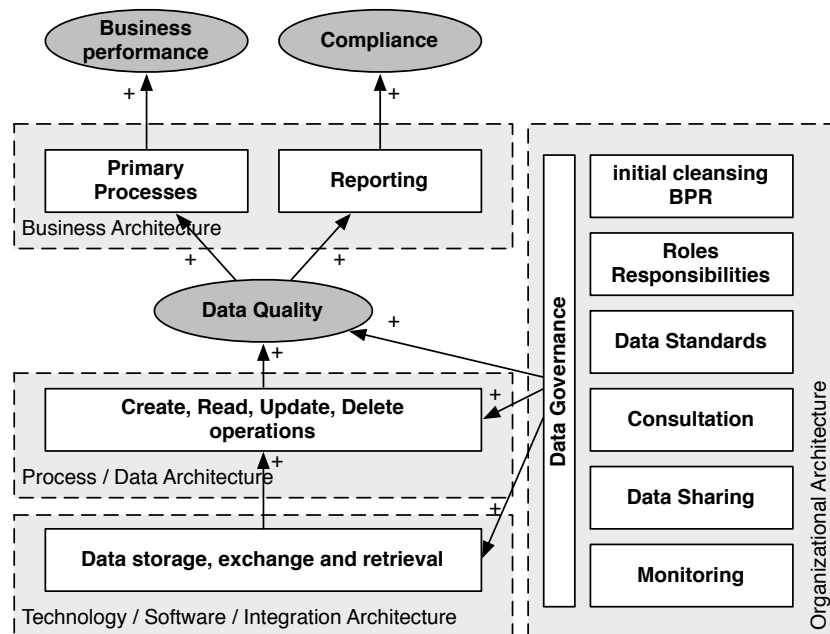 Business
performance
Compliance
+
+
Primary
Processes
Reporting
Business Architecture
+
+
Data Quality
+
+
Create, Read, Update, Delete
operations
+
Process / Data Architecture
+
+
Data storage, exchange and retrieval
Technology / Software / Integration Architecture
Data Governance
initial cleansing
BPR
Roles
Responsibilities
Data Standards
Consultation
Data Sharing
Monitoring
Organizational Architecture